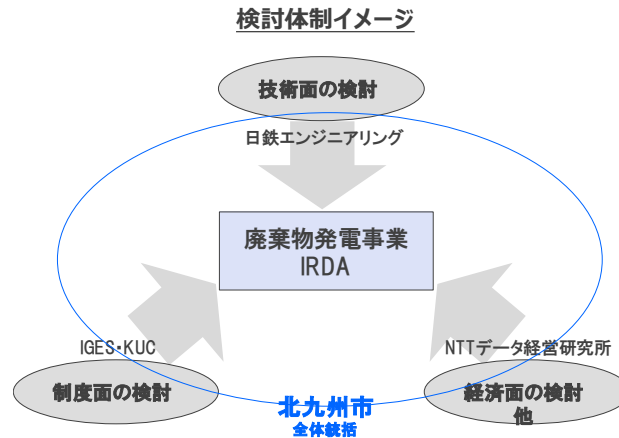 検討体制イメージ
技術面の検討
日鉄エンジニアリング
廃棄物発電事業
IRDA
IGES・KUC
制度面の検討
NTTデータ経営研究所
経済面の検討
他
北九州市
全体統括